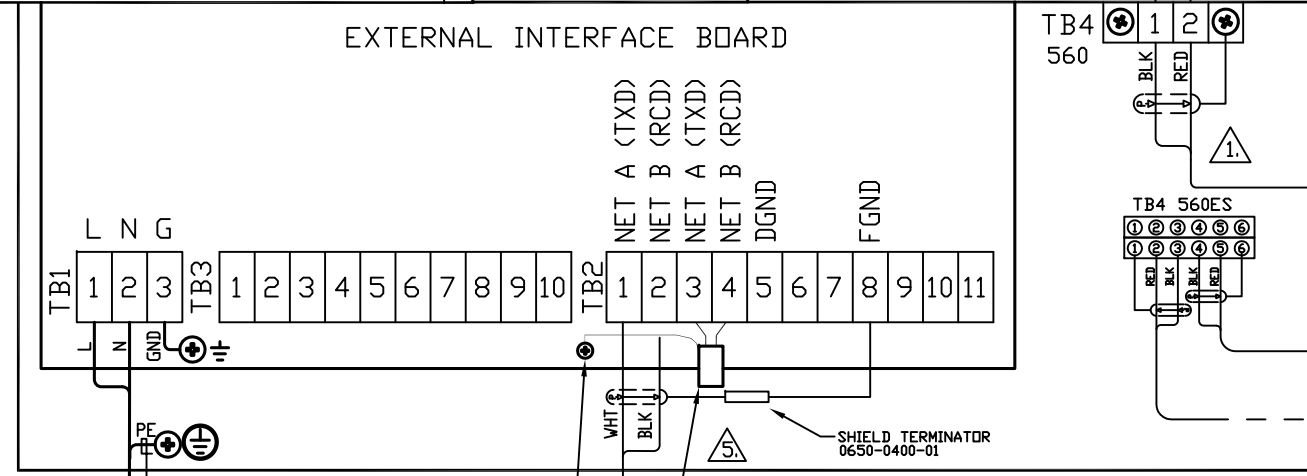 EXTERNAL INTERFACE BOARD
TB4
560
1 2
BLK
RED
1.
NET A (TXD)
NET B (RCD)
NET A (TXD)
NET B (RCD)
DGND
FGND
L N G
TB1
1 2 3
TB3
1 2 3 4 5 6 7 8 9 10
TB2
1 2 3 4 5 6 7 8 9 10 11
TB4 560ES
1 2 3 4 5 6
1 2 3 4 5 6
RED
BLK
BLK
RED
L
N
GND
PE
WHT
BLK
5.
SHIELD TERMINATOR
0650-0400-01